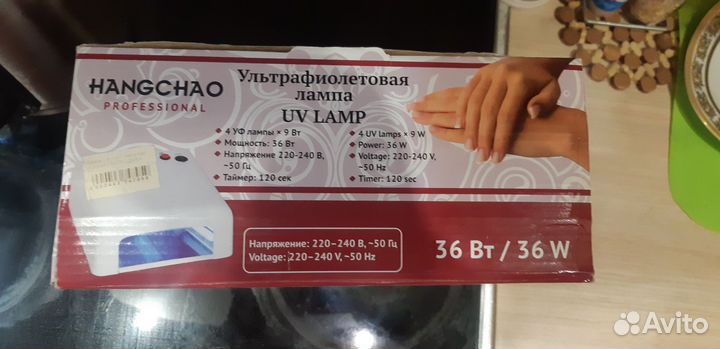 HANGCHAO
PROFESSIONAL
Ультрафиолетовая
лампа
UV LAMP
◆ 4 УФ лампы × 9 Вт
◆ Мощность: 36 Вт
◆ Напряжение 220-240 В,
~50 Гц
◆ Таймер: 120 сек
◆ 4 UV lamps × 9 W
◆ Power: 36 W
◆ Voltage: 220-240 V,
~50 Hz
◆ Timer: 120 sec
Напряжение: 220–240 В, ~50 Гц
Voltage: 220–240 V, ~50 Hz
36 Вт / 36 W
Avito